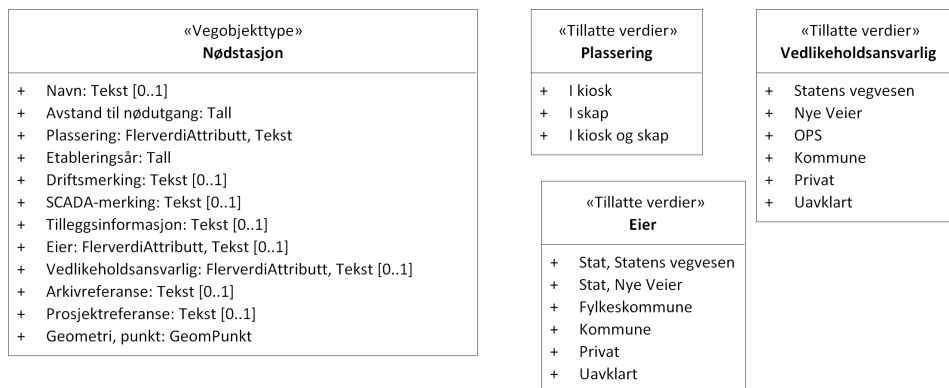 «Vegobjekttype»
Nødstasjon
+ Navn: Tekst [0..1]
+ Avstand til nødutgang: Tall
+ Plassering: FlerverdiAttributt, Tekst
+ Etableringsår: Tall
+ Driftsmerking: Tekst [0..1]
+ SCADA-merking: Tekst [0..1]
+ Tilleggsinformasjon: Tekst [0..1]
+ Eier: FlerverdiAttributt, Tekst [0..1]
+ Vedlikeholdsansvarlig: FlerverdiAttributt, Tekst [0..1]
+ Arkivreferanse: Tekst [0..1]
+ Prosjektreferanse: Tekst [0..1]
+ Geometri, punkt: GeomPunkt
«Tillatte verdier»
Plassering
+ I kiosk
+ I skap
+ I kiosk og skap
«Tillatte verdier»
Vedlikeholdsansvarlig
+ Statens vegvesen
+ Nye Veier
+ OPS
+ Kommune
+ Privat
+ Uavklart
«Tillatte verdier»
Eier
+ Stat, Statens vegvesen
+ Stat, Nye Veier
+ Fylkeskommune
+ Kommune
+ Privat
+ Uavklart